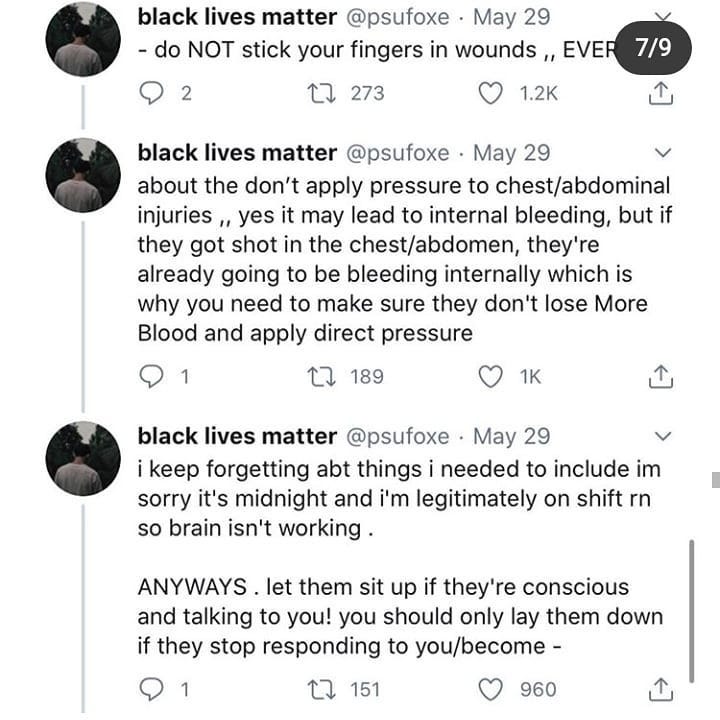 black lives matter @psufoxe · May 29
- do NOT stick your fingers in wounds ,, EVER
7/9
2 273 1.2K
black lives matter @psufoxe · May 29
about the don’t apply pressure to chest/abdominal
injuries ,, yes it may lead to internal bleeding, but if
they got shot in the chest/abdomen, they're
already going to be bleeding internally which is
why you need to make sure they don't lose More
Blood and apply direct pressure
1 189 1K
black lives matter @psufoxe · May 29
i keep forgetting abt things i needed to include im
sorry it's midnight and i'm legitimately on shift rn
so brain isn't working .
ANYWAYS . let them sit up if they're conscious
and talking to you! you should only lay them down
if they stop responding to you/become -
1 151 960